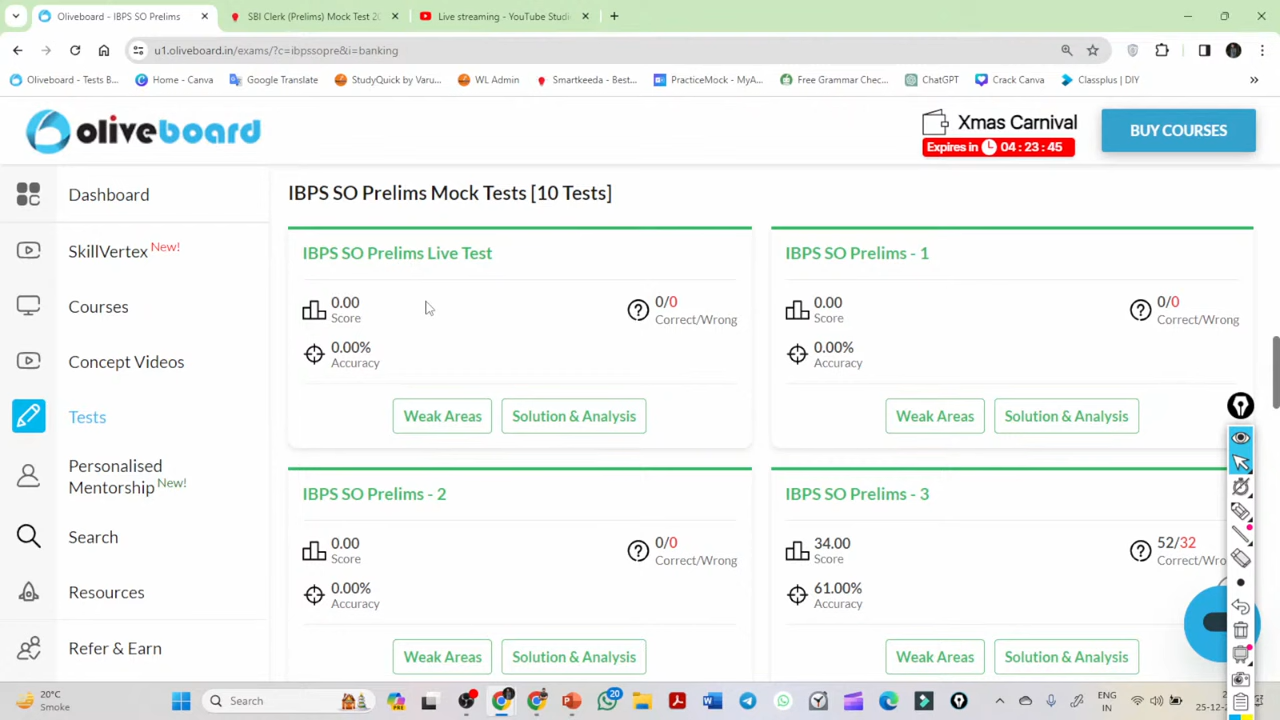 Oliveboard - IBPS SO Prelims
SBI Clerk (Prelims) Mock Test 20
Live streaming - YouTube Studi
u1.oliveboard.in/exams/?c=ibpssopre&i=banking
Oliveboard - Tests B...
Home - Canva
Google Translate
StudyQuick by Varu...
WL Admin
Smartkeeda - Best...
PracticeMock - MyA...
Free Grammar Chec...
ChatGPT
Crack Canva
Classplus | DIY
oliveboard
Xmas Carnival
Expires in 04 : 23 : 45
BUY COURSES
Dashboard
SkillVertex New!
Courses
Concept Videos
Tests
Personalised
Mentorship New!
Search
Resources
Refer & Earn
IBPS SO Prelims Mock Tests [10 Tests]
IBPS SO Prelims Live Test
0.00
Score
0/0
Correct/Wrong
0.00%
Accuracy
Weak Areas
Solution & Analysis
IBPS SO Prelims - 1
0.00
Score
0/0
Correct/Wrong
0.00%
Accuracy
Weak Areas
Solution & Analysis
IBPS SO Prelims - 2
0.00
Score
0/0
Correct/Wrong
0.00%
Accuracy
Weak Areas
Solution & Analysis
IBPS SO Prelims - 3
34.00
Score
52/32
Correct/Wro
61.00%
Accuracy
Weak Areas
Solution & Analysis
20°C
Smoke
Search
20
ENG
IN
25-12-